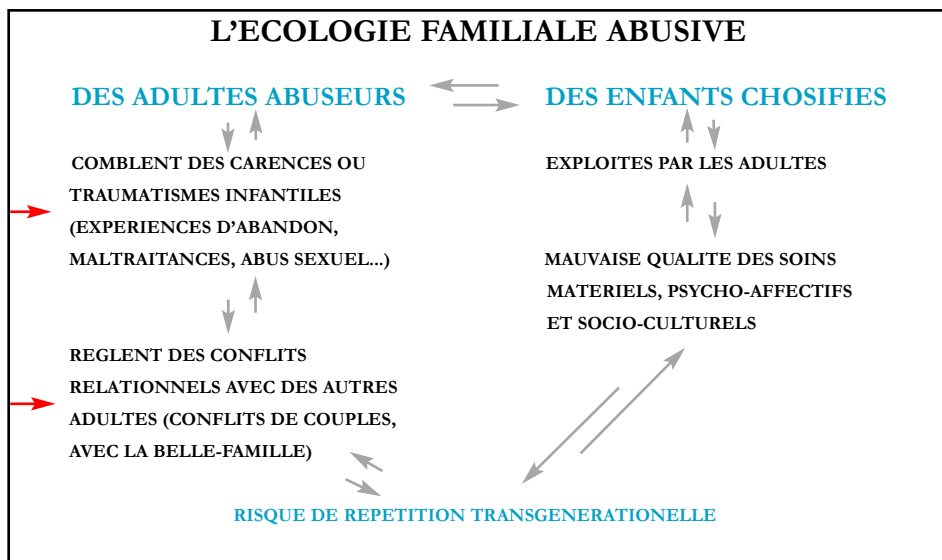 L'ECOLOGIE FAMILIALE ABUSIVE
DES ADULTES ABUSEURS
COMBLENT DES CARENCES OU
TRAUMATISMES INFANTILES
(EXPERIENCES D'ABANDON,
MALTRAITANCES, ABUS SEXUEL...)
REGLENT DES CONFLITS
RELATIONNELS AVEC DES AUTRES
ADULTES (CONFLITS DE COUPLES,
AVEC LA BELLE-FAMILLE)
DES ENFANTS CHOSIFIES
EXPLOITES PAR LES ADULTES
MAUVAISE QUALITE DES SOINS
MATERIELS, PSYCHO-AFFECTIFS
ET SOCIO-CULTURELS
RISQUE DE REPETITION TRANSGENERATIONELLE